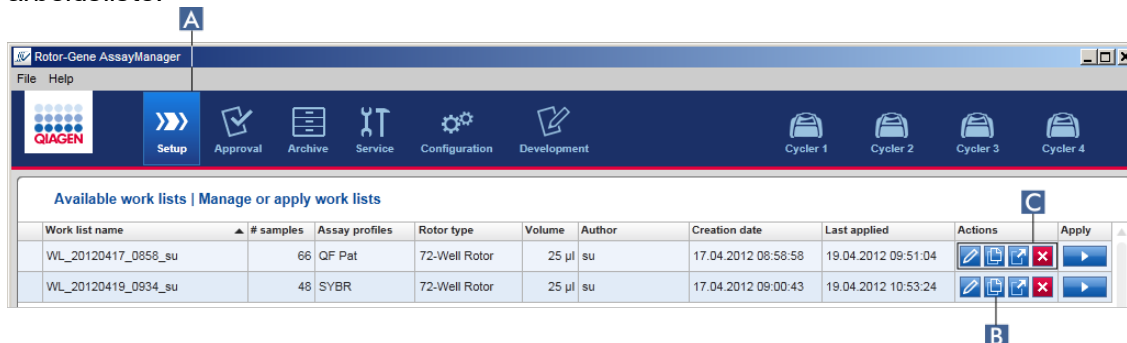 A
Rotor-Gene AssayManager
File Help
QIAGEN
Setup Approval Archive Service Configuration Development Cycler 1 Cycler 2 Cycler 3 Cycler 4
Available work lists | Manage or apply work lists
C
Work list name # samples Assay profiles Rotor type Volume Author Creation date Last applied Actions Apply
WL_20120417_0858_su 66 QF Pat 72-Well Rotor 25 µl su 17.04.2012 08:58:58 19.04.2012 09:51:04
WL_20120419_0934_su 48 SYBR 72-Well Rotor 25 µl su 17.04.2012 09:00:43 19.04.2012 10:53:24
B